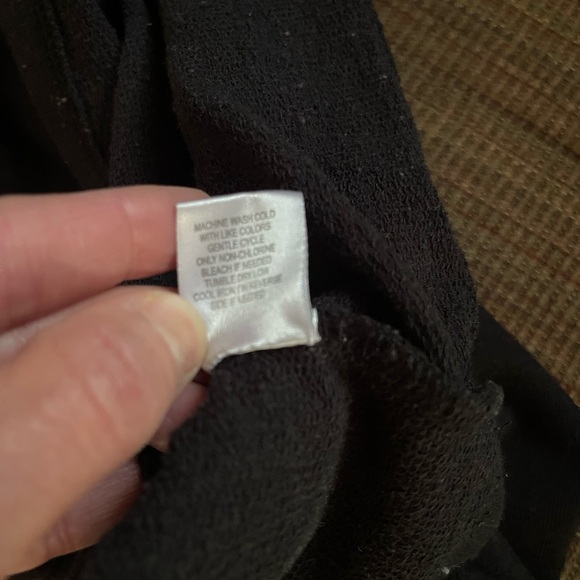 MACHINE WASH COLD
WITH LIKE COLORS
GENTLE CYCLE
ONLY NON-CHLORINE
BLEACH IF NEEDED
TUMBLE DRY LOW
COOL IRON ON REVERSE
SIDE IF NEEDED